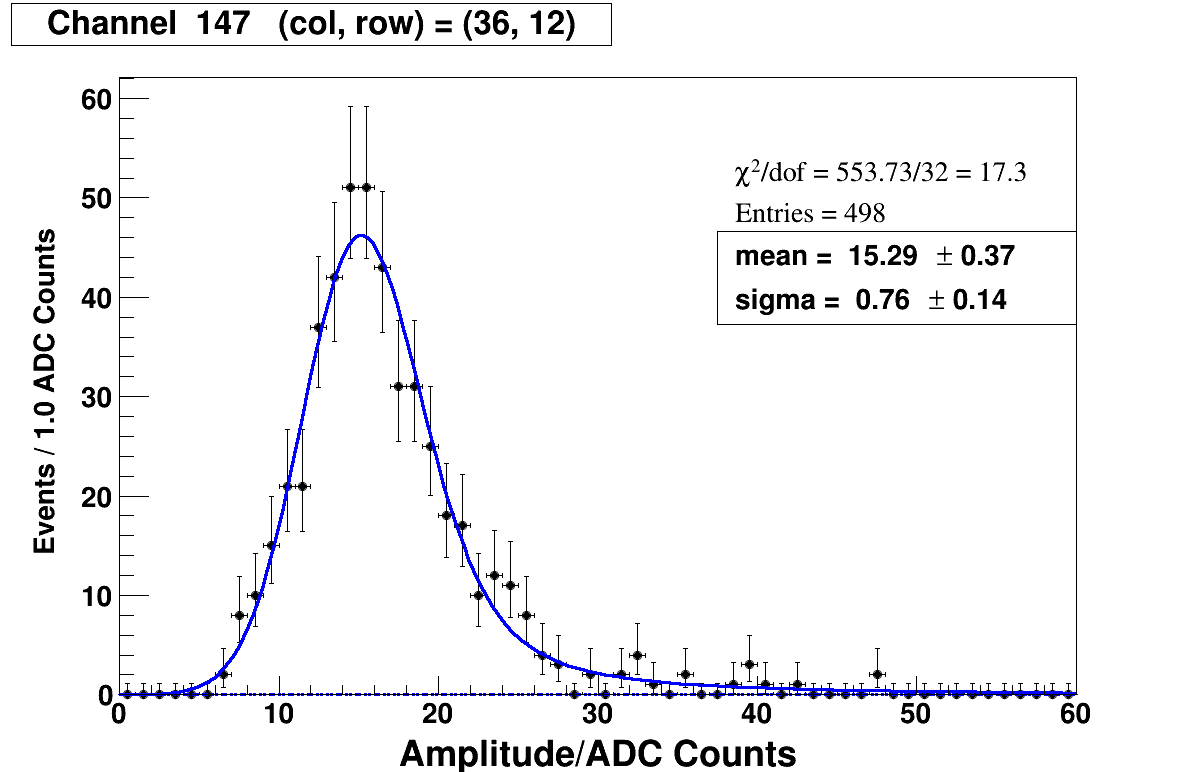 Channel 147 (col, row) = (36, 12)
χ²/dof = 553.73/32 = 17.3
Entries = 498
mean = 15.29 ± 0.37
sigma = 0.76 ± 0.14
Events / 1.0 ADC Counts
60
50
40
30
20
10
0
0 10 20 30 40 50 60
Amplitude/ADC Counts